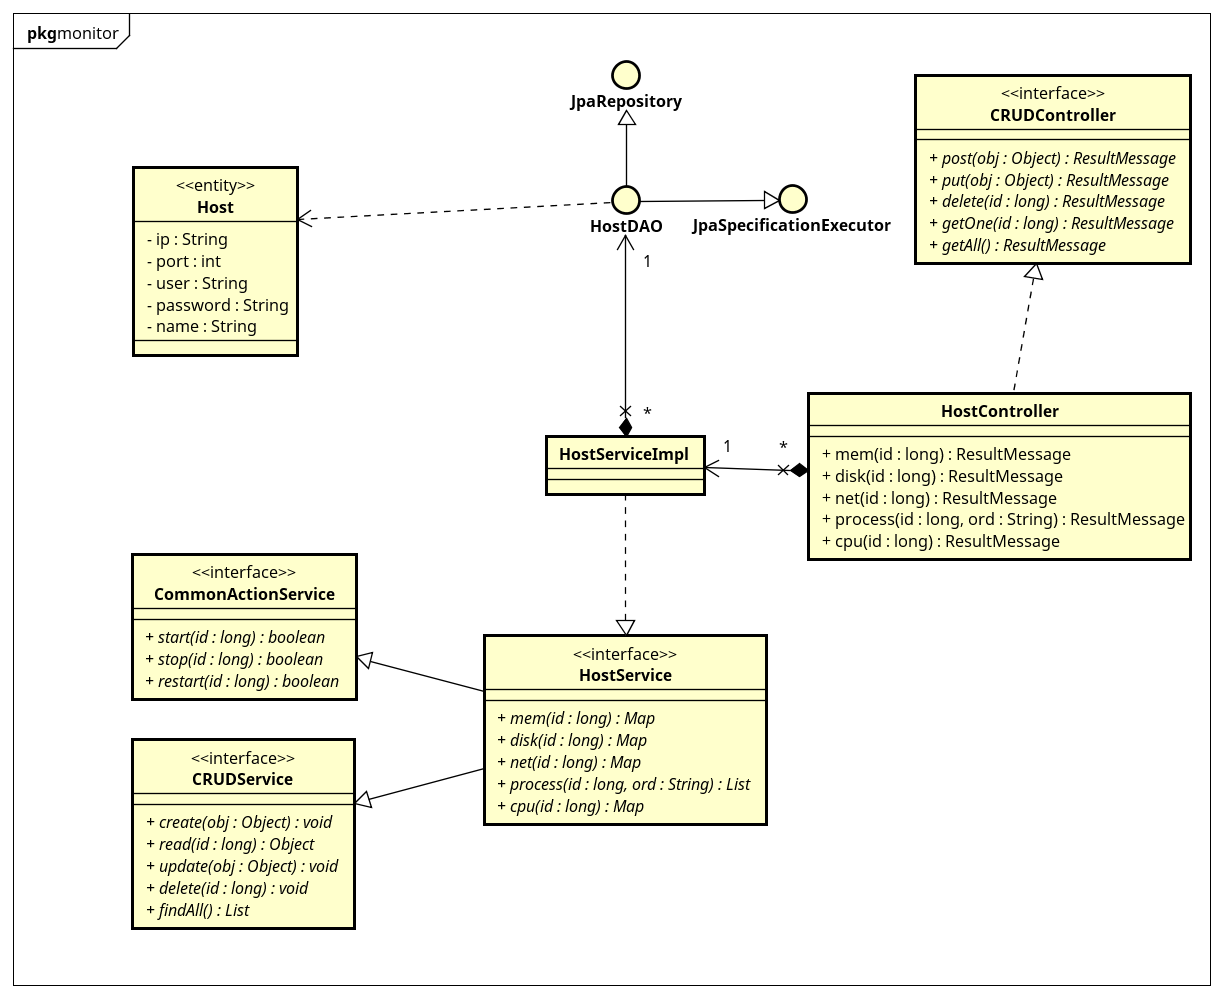 pkgmonitor
JpaRepository
<<interface>>
CRUDController
+ post(obj : Object) : ResultMessage
+ put(obj : Object) : ResultMessage
+ delete(id : long) : ResultMessage
+ getOne(id : long) : ResultMessage
+ getAll() : ResultMessage
<<entity>>
Host
- ip : String
- port : int
- user : String
- password : String
- name : String
HostDAO
JpaSpecificationExecutor
1
*
HostServiceImpl
1
*
HostController
+ mem(id : long) : ResultMessage
+ disk(id : long) : ResultMessage
+ net(id : long) : ResultMessage
+ process(id : long, ord : String) : ResultMessage
+ cpu(id : long) : ResultMessage
<<interface>>
CommonActionService
+ start(id : long) : boolean
+ stop(id : long) : boolean
+ restart(id : long) : boolean
<<interface>>
HostService
+ mem(id : long) : Map
+ disk(id : long) : Map
+ net(id : long) : Map
+ process(id : long, ord : String) : List
+ cpu(id : long) : Map
<<interface>>
CRUDService
+ create(obj : Object) : void
+ read(id : long) : Object
+ update(obj : Object) : void
+ delete(id : long) : void
+ findAll() : List